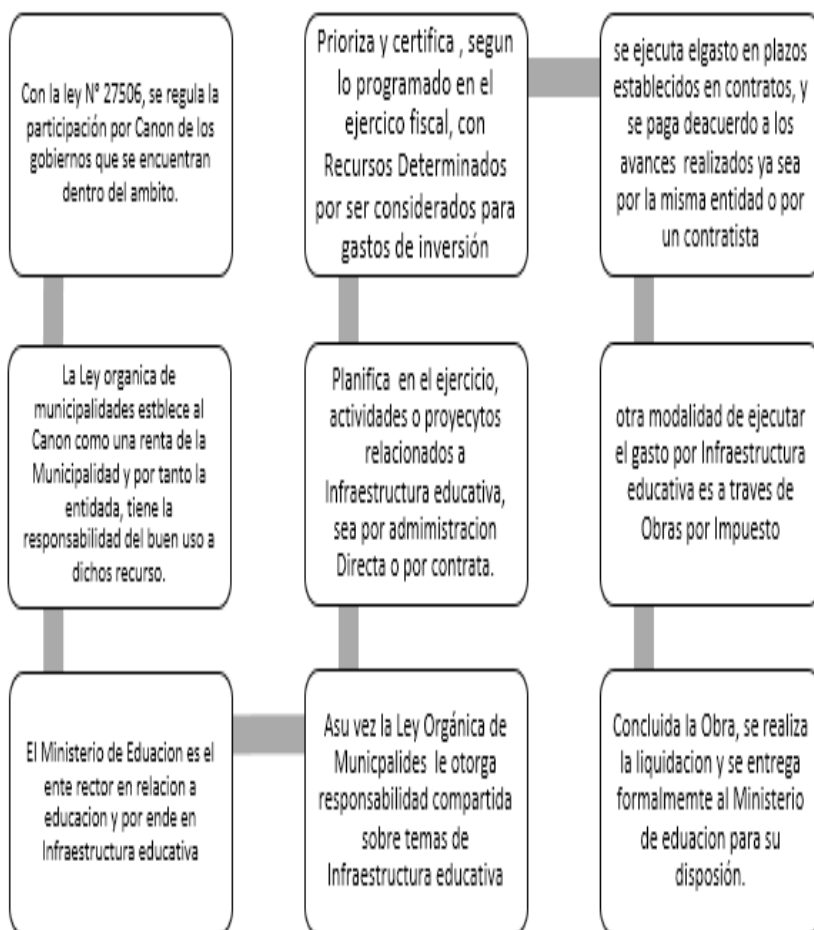 Con la ley N° 27506, se regula la
participación por Canon de los
gobiernos que se encuentran
dentro del ambito.
La Ley organica de
municipalidades estblece al
Canon como una renta de la
Municipalidad y por tanto la
entidada, tiene la
responsabilidad del buen uso a
dichos recurso.
El Ministerio de Eduacion es el
ente rector en relacion a
educacion y por ende en
Infraestructura educativa
Asu vez la Ley Orgánica de
Municpalides le otorga
responsabilidad compartida
sobre temas de
Infraestructura educativa
Planifica en el ejercicio,
actividades o proyecytos
relacionados a
Infraestructura educativa,
sea por admimistracion
Directa o por contrata.
Prioriza y certifica , segun
lo programado en el
ejercico fiscal, con
Recursos Determinados
por ser considerados para
gastos de inversión
se ejecuta elgasto en plazos
establecidos en contratos, y
se paga deacuerdo a los
avances realizados ya sea
por la misma entidad o por
un contratista
otra modalidad de ejecutar
el gasto por Infraestructura
educativa es a traves de
Obras por Impuesto
Concluida la Obra, se realiza
la liquidacion y se entrega
formalmemte al Ministerio
de eduacion para su
disposión.